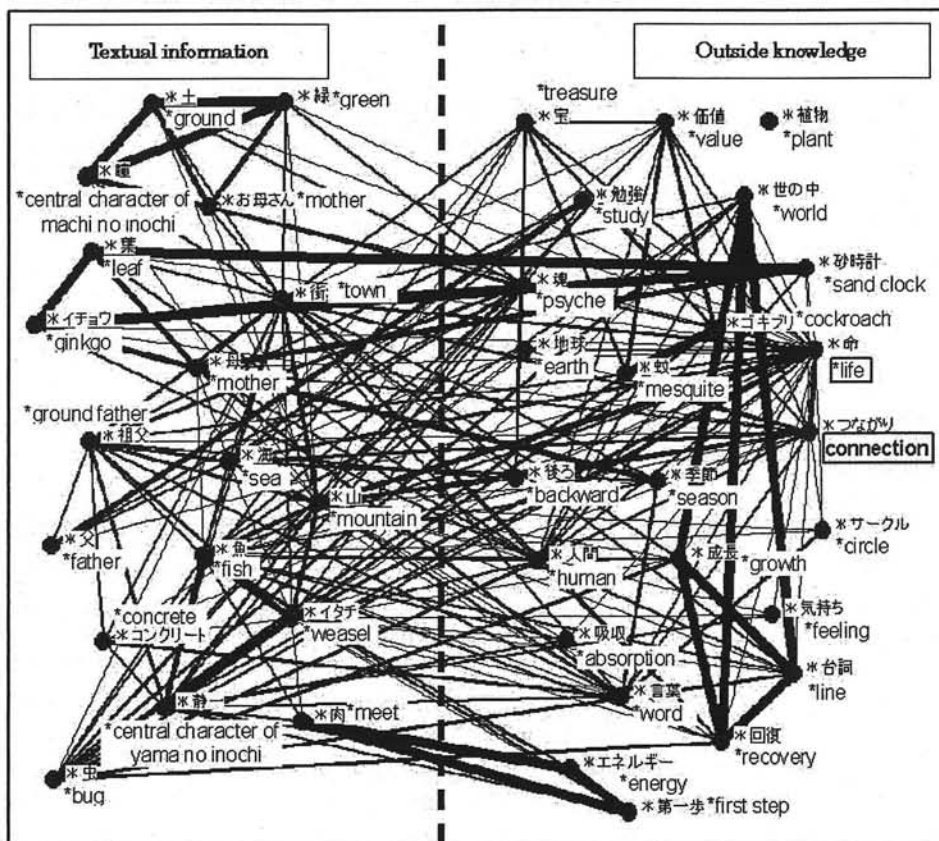 Textual information
Outside knowledge
＊土
*ground
＊緑 *green
＊瞳
*central character of
machi no inochi
＊お母さん *mother
＊葉
*leaf
＊街 *town
＊イチョウ
*ginkgo
＊母
*mother
*ground father
＊祖父
＊海
*sea
＊山
*mountain
＊父
*father
＊魚
*fish
*concrete
＊コンクリート
＊イタチ
*weasel
＊静一
*central character of
yama no inochi
＊肉 *meet
＊虫
*bug
*treasure
＊宝
＊価値
*value
＊植物
*plant
＊勉強
*study
＊世の中
*world
＊魂
*psyche
＊砂時計
*sand clock
＊ゴキブリ *cockroach
＊地球
*earth
＊蚊
*mesquite
＊命
*life
＊つながり
connection
＊後ろ
*backward
＊季節
*season
＊サークル
*circle
＊人間
*human
＊成長
*growth
＊気持ち
*feeling
＊吸収
*absorption
＊台詞
*line
＊言葉
*word
＊回復
*recovery
＊エネルギー
*energy
＊第一歩 *first step